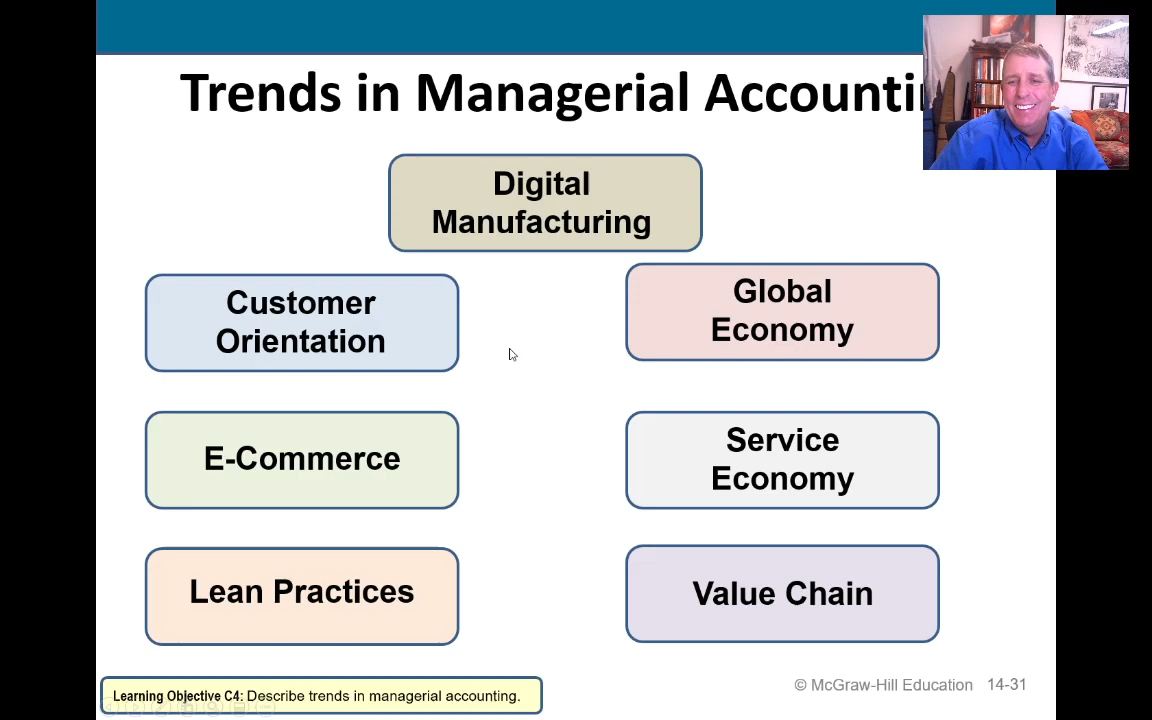 Trends in Managerial Accounti
Digital
Manufacturing
Customer
Orientation
Global
Economy
E-Commerce
Service
Economy
Lean Practices
Value Chain
Learning Objective C4: Describe trends in managerial accounting.
© McGraw-Hill Education 14-31